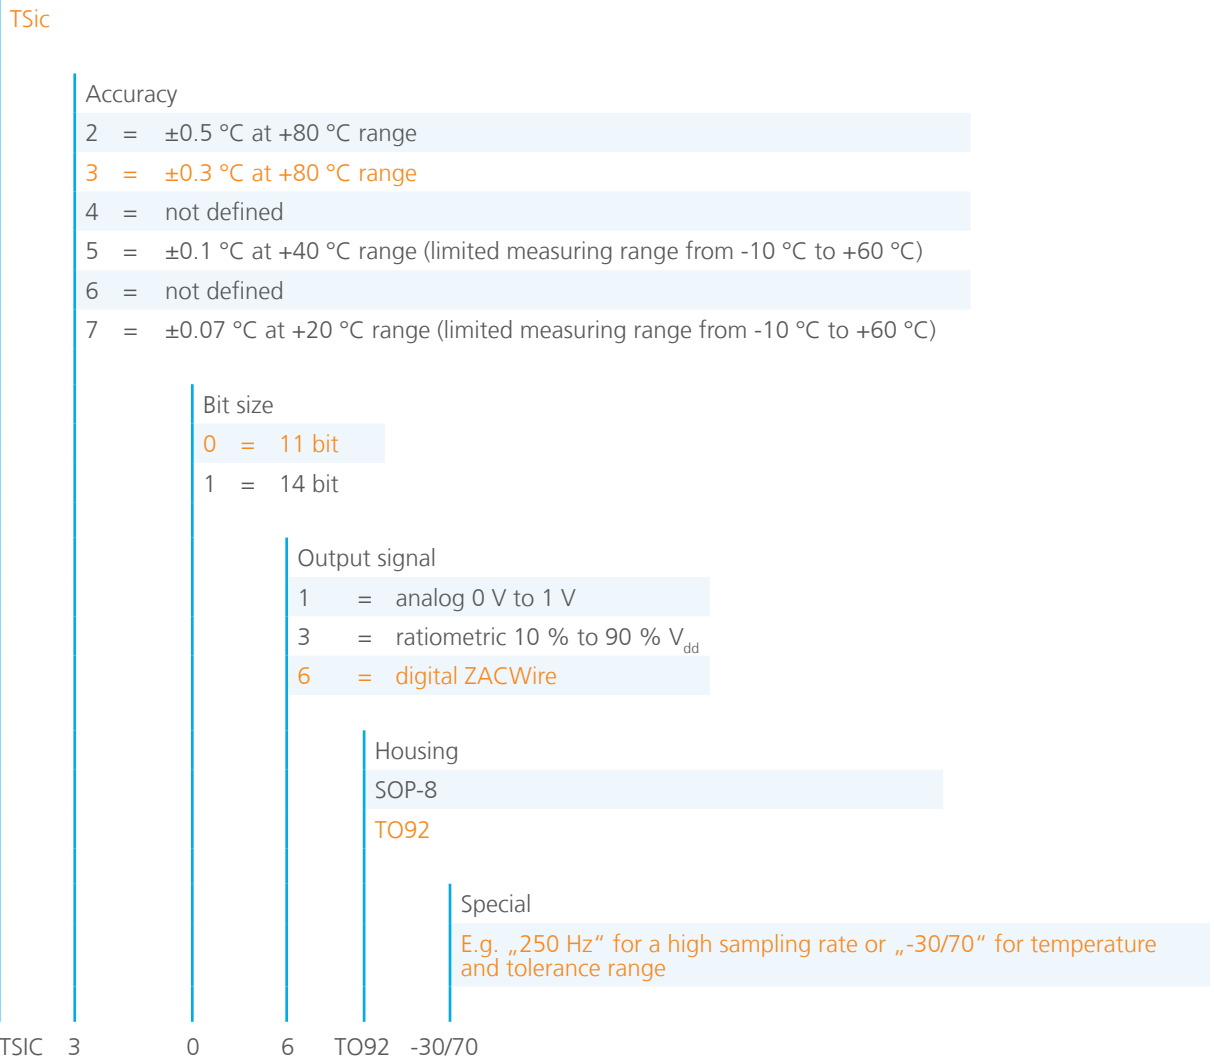 TSic
Accuracy
2 = ±0.5 °C at +80 °C range
3 = ±0.3 °C at +80 °C range
4 = not defined
5 = ±0.1 °C at +40 °C range (limited measuring range from -10 °C to +60 °C)
6 = not defined
7 = ±0.07 °C at +20 °C range (limited measuring range from -10 °C to +60 °C)
Bit size
0 = 11 bit
1 = 14 bit
Output signal
1 = analog 0 V to 1 V
3 = ratiometric 10 % to 90 % Vdd
6 = digital ZACWire
Housing
SOP-8
TO92
Special
E.g. „250 Hz“ for a high sampling rate or „-30/70“ for temperature
and tolerance range
TSIC 3 0 6 TO92 -30/70